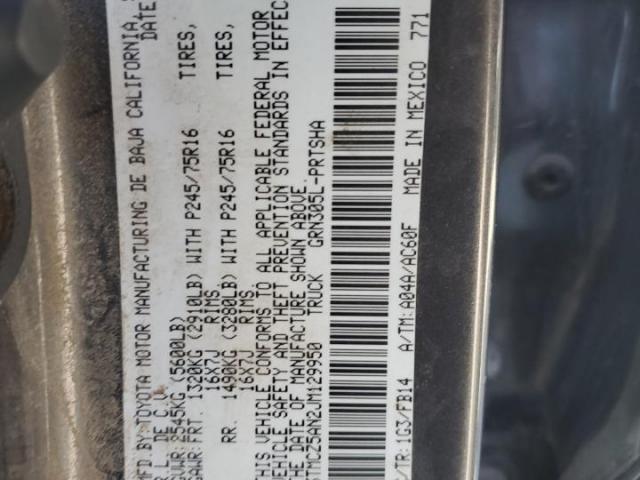 MFD.BY:TOYOTA MOTOR MANUFACTURING DE BAJA CALIFORNIA,
R.L. DE C.V. DATE
GVWR:2545KG (5600LB)
GAWR:FRT. 1320KG (2910LB) WITH P245/75R16 TIRES,
16X7J RIMS,
RR. 1490KG (3280LB) WITH P245/75R16 TIRES,
16X7J RIMS.
THIS VEHICLE CONFORMS TO ALL APPLICABLE FEDERAL MOTOR
VEHICLE SAFETY AND THEFT PREVENTION STANDARDS IN EFFEC
THE DATE OF MANUFACTURE SHOWN ABOVE.
TMCZ5AN2JM129950 TRUCK GRN305L-PRTSHA
/TR:1G3/FB14 A/TM:A04A/AC60F MADE IN MEXICO 771